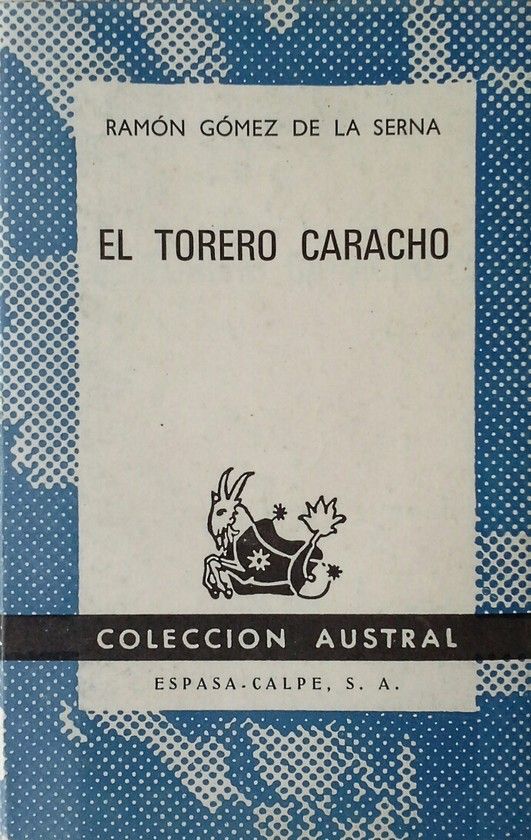 RAMÓN GÓMEZ DE LA SERNA
EL TORERO CARACHO
COLECCION AUSTRAL
ESPASA-CALPE, S. A.